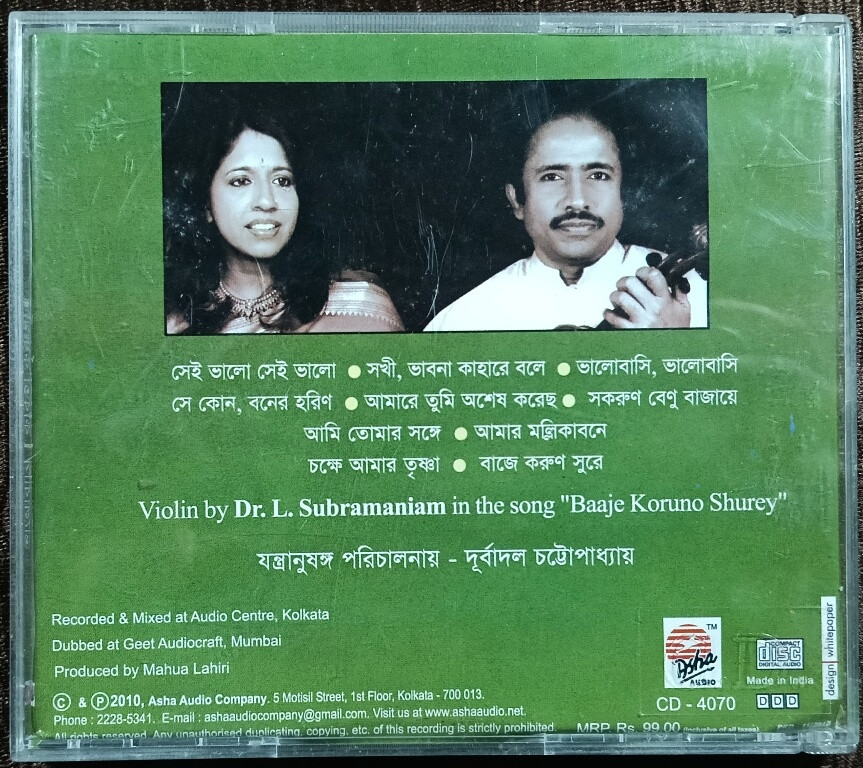 সেই ভালো সেই ভালো ● সখী, ভাবনা কাহারে বলে ● ভালোবাসি, ভালোবাসি
সে কোন, বনের হরিণ ● আমারে তুমি অশেষ করেছ ● সকরুণ বেণু বাজায়ে
আমি তোমার সঙ্গে ● আমার মল্লিকাবনে
চক্ষে আমার তৃষ্ণা ● বাজে করুণ সুরে
Violin by Dr. L. Subramaniam in the song "Baaje Koruno Shurey"
যন্ত্রানুষঙ্গ পরিচালনায় - দূর্বাদল চট্টোপাধ্যায়
Recorded & Mixed at Audio Centre, Kolkata
Dubbed at Geet Audiocraft, Mumbai
Produced by Mahua Lahiri
© & ℗ 2010, Asha Audio Company. 5 Motisil Street, 1st Floor, Kolkata - 700 013.
Phone : 2228-5341. E-mail : ashaaudiocompany@gmail.com. Visit us at www.ashaaudio.net.
All rights reserved. Any unauthorised duplicating, copying, etc. of this recording is strictly prohibited.
MRP Rs. 99.00 (Inclusive of all taxes)
Asha AUDIO TM
CD - 4070
COMPACT disc DIGITAL AUDIO
Made in India
D D D
design whitepaper